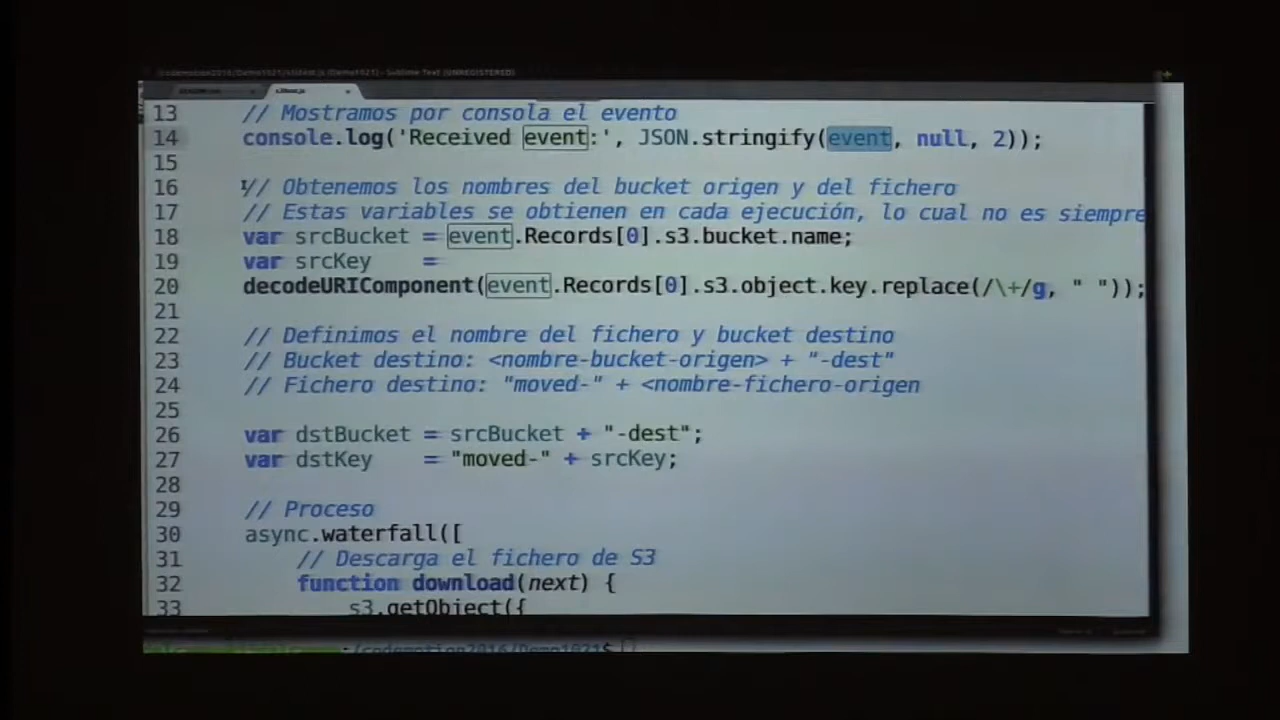 - Sublime Text (UNREGISTERED)
13 // Mostramos por consola el evento
14 console.log('Received event:', JSON.stringify(event, null, 2));
15
16 // Obtenemos los nombres del bucket origen y del fichero
17 // Estas variables se obtienen en cada ejecución, lo cual no es siempre
18 var srcBucket = event.Records[0].s3.bucket.name;
19 var srcKey    =
20 decodeURIComponent(event.Records[0].s3.object.key.replace(/\+/g, " "));
21
22 // Definimos el nombre del fichero y bucket destino
23 // Bucket destino: <nombre-bucket-origen> + "-dest"
24 // Fichero destino: "moved-" + <nombre-fichero-origen
25
26 var dstBucket = srcBucket + "-dest";
27 var dstKey    = "moved-" + srcKey;
28
29 // Proceso
30 async.waterfall([
31 // Descarga el fichero de S3
32 function download(next) {
33 s3.getObject({
:/codemotion2016/Demo1021$